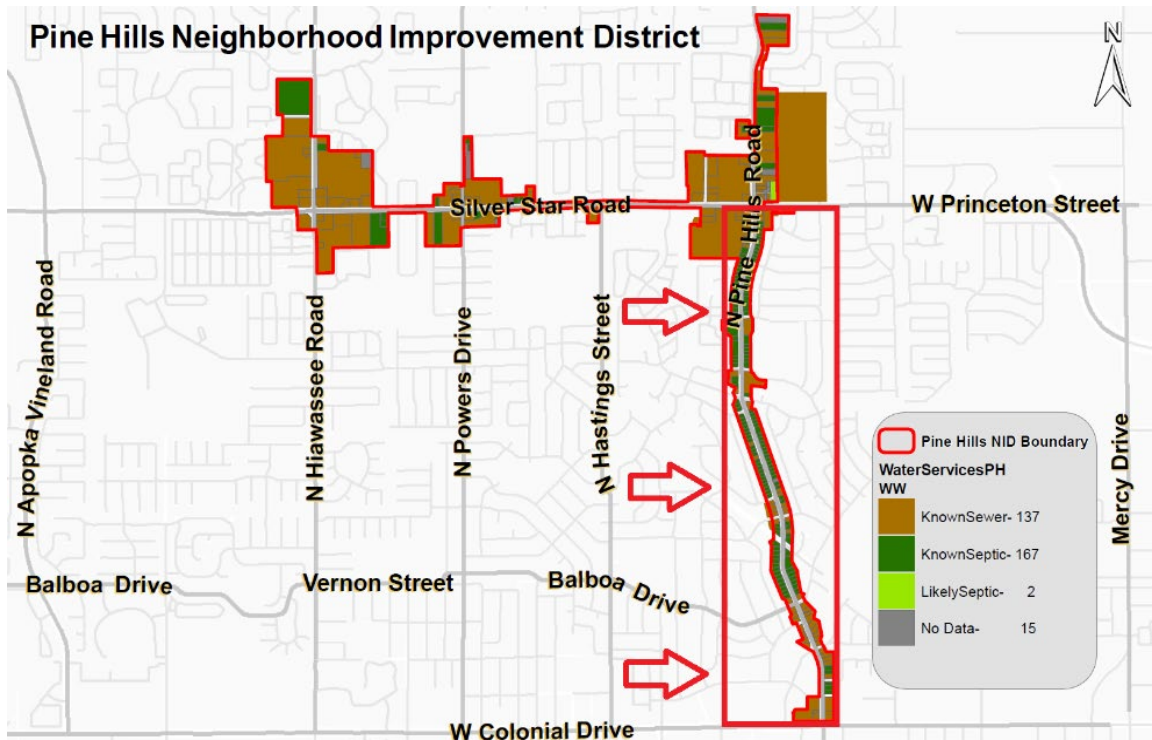 Pine Hills Neighborhood Improvement District
N
Silver Star Road
W Princeton Street
N Pine Hills Road
N Apopka Vineland Road
N Hiawassee Road
N Powers Drive
N Hastings Street
Mercy Drive
Balboa Drive
Vernon Street
Balboa Drive
W Colonial Drive
Pine Hills NID Boundary
WaterServicesPH
WW
KnownSewer- 137
KnownSeptic- 167
LikelySeptic- 2
No Data- 15